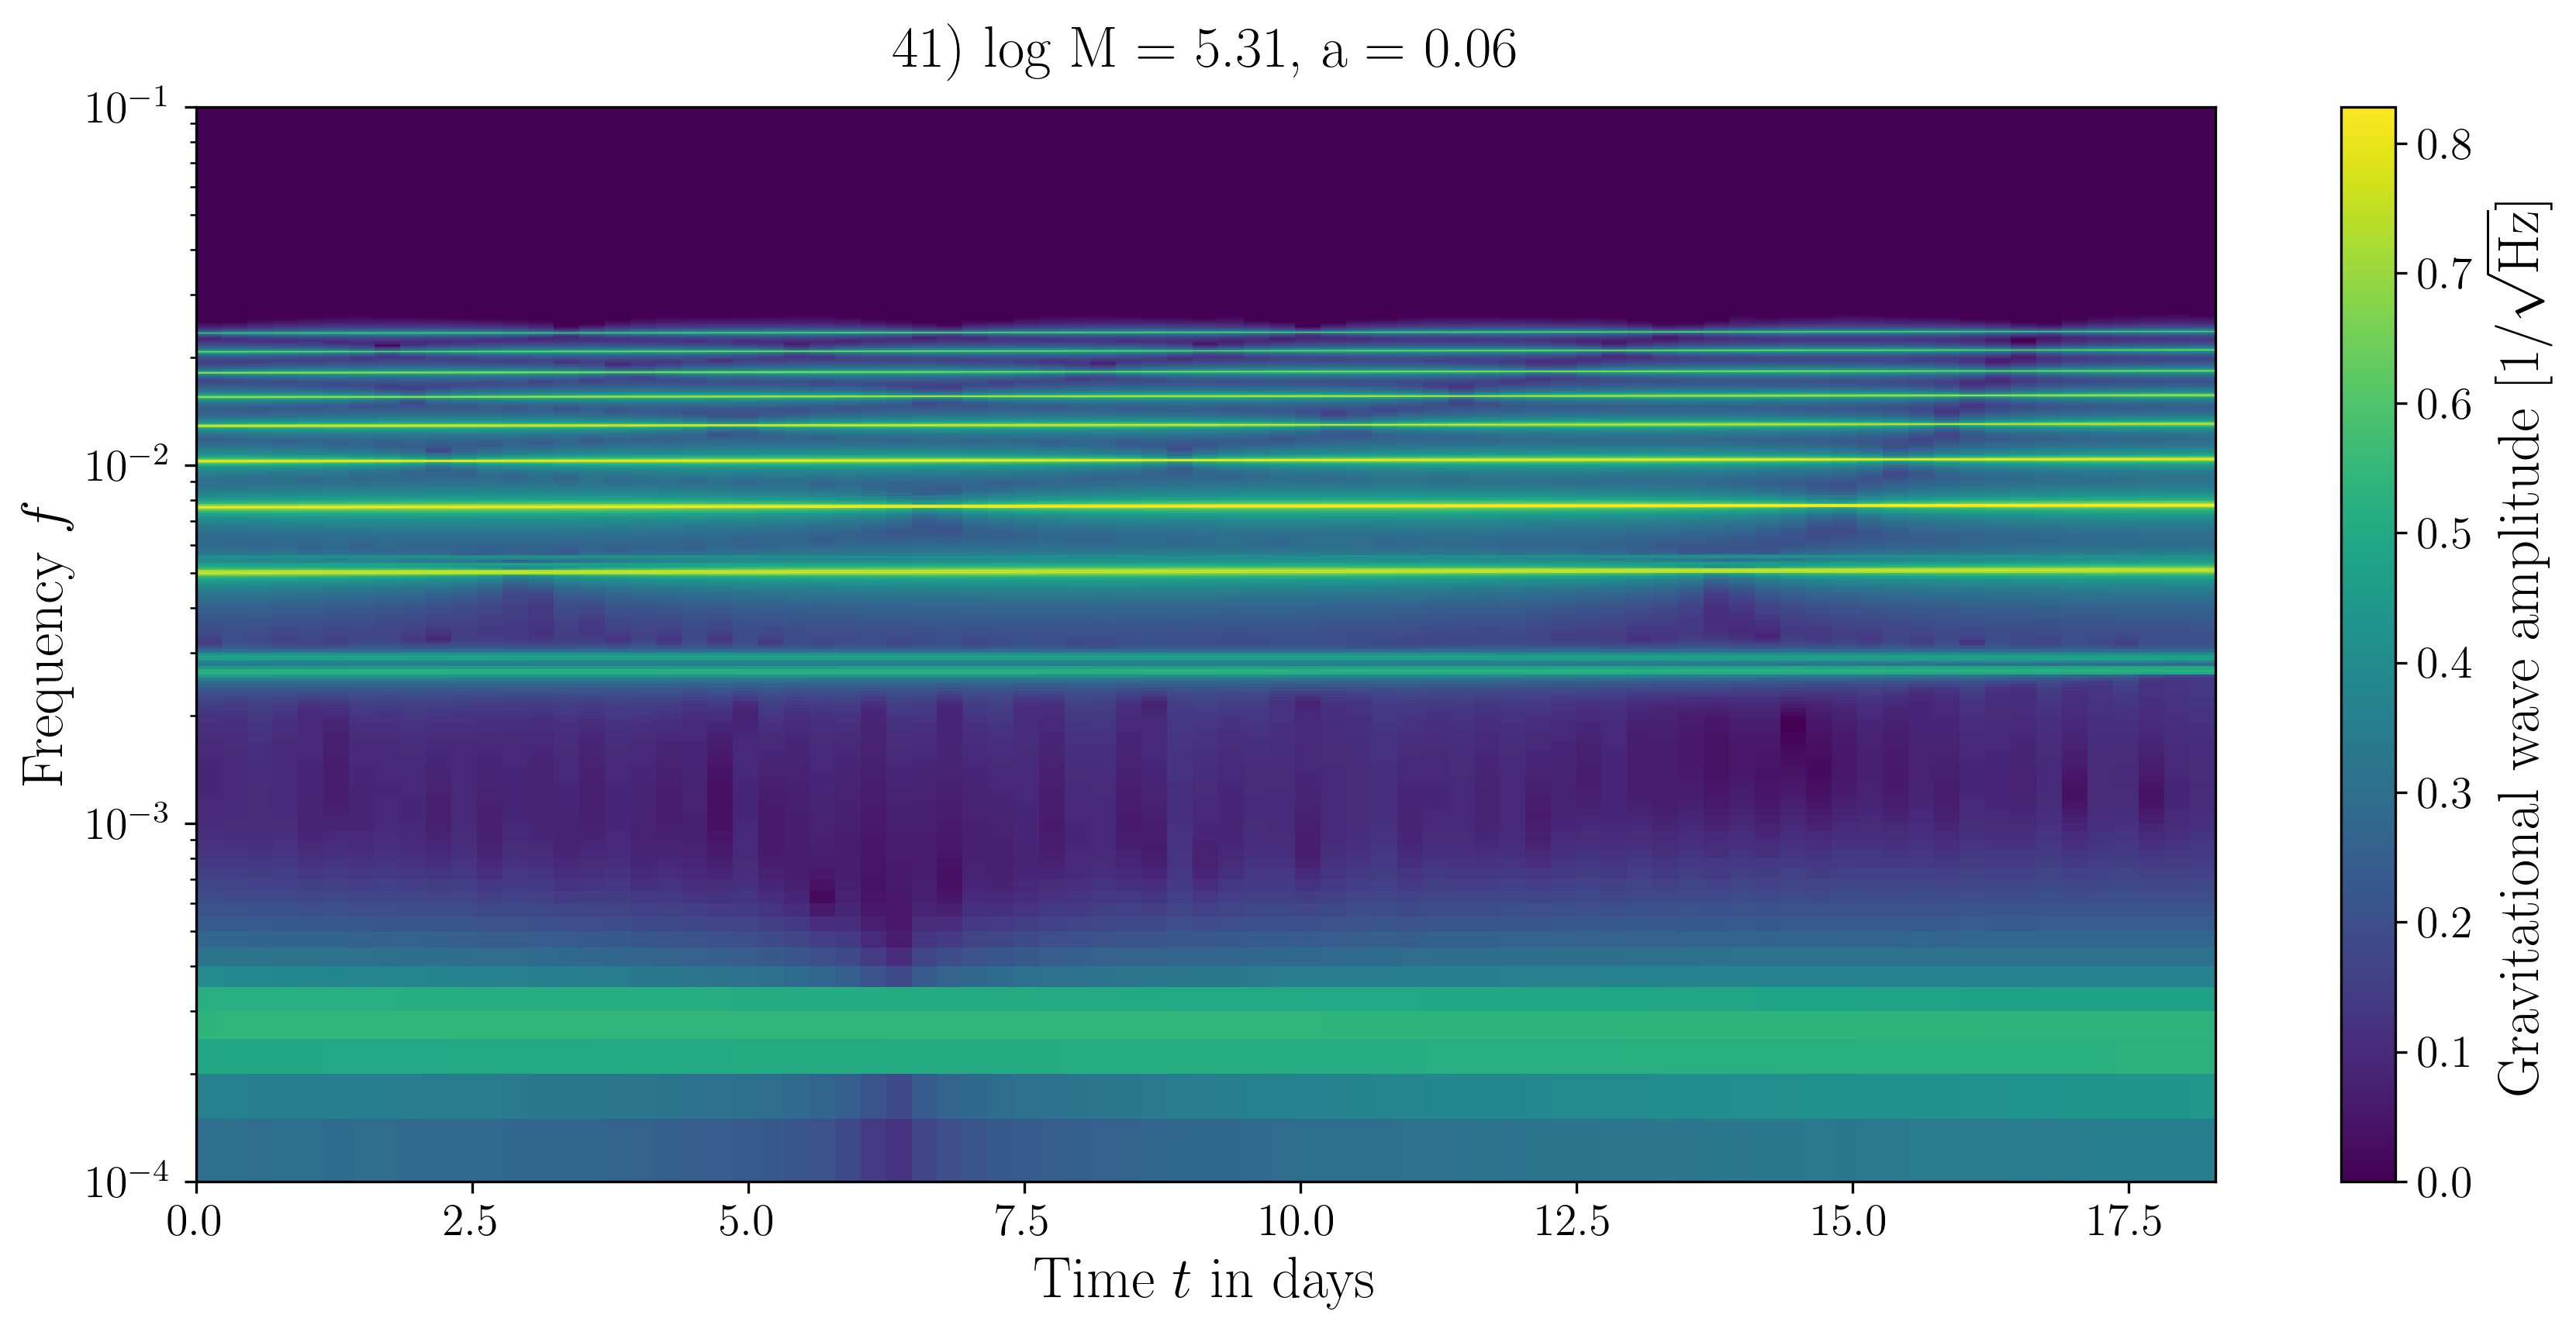 41) log M = 5.31, a = 0.06
10⁻¹
10⁻²
10⁻³
10⁻⁴
Frequency f
0.0 2.5 5.0 7.5 10.0 12.5 15.0 17.5
Time t in days
0.8
0.7
0.6
0.5
0.4
0.3
0.2
0.1
0.0
Gravitational wave amplitude [1/√Hz]